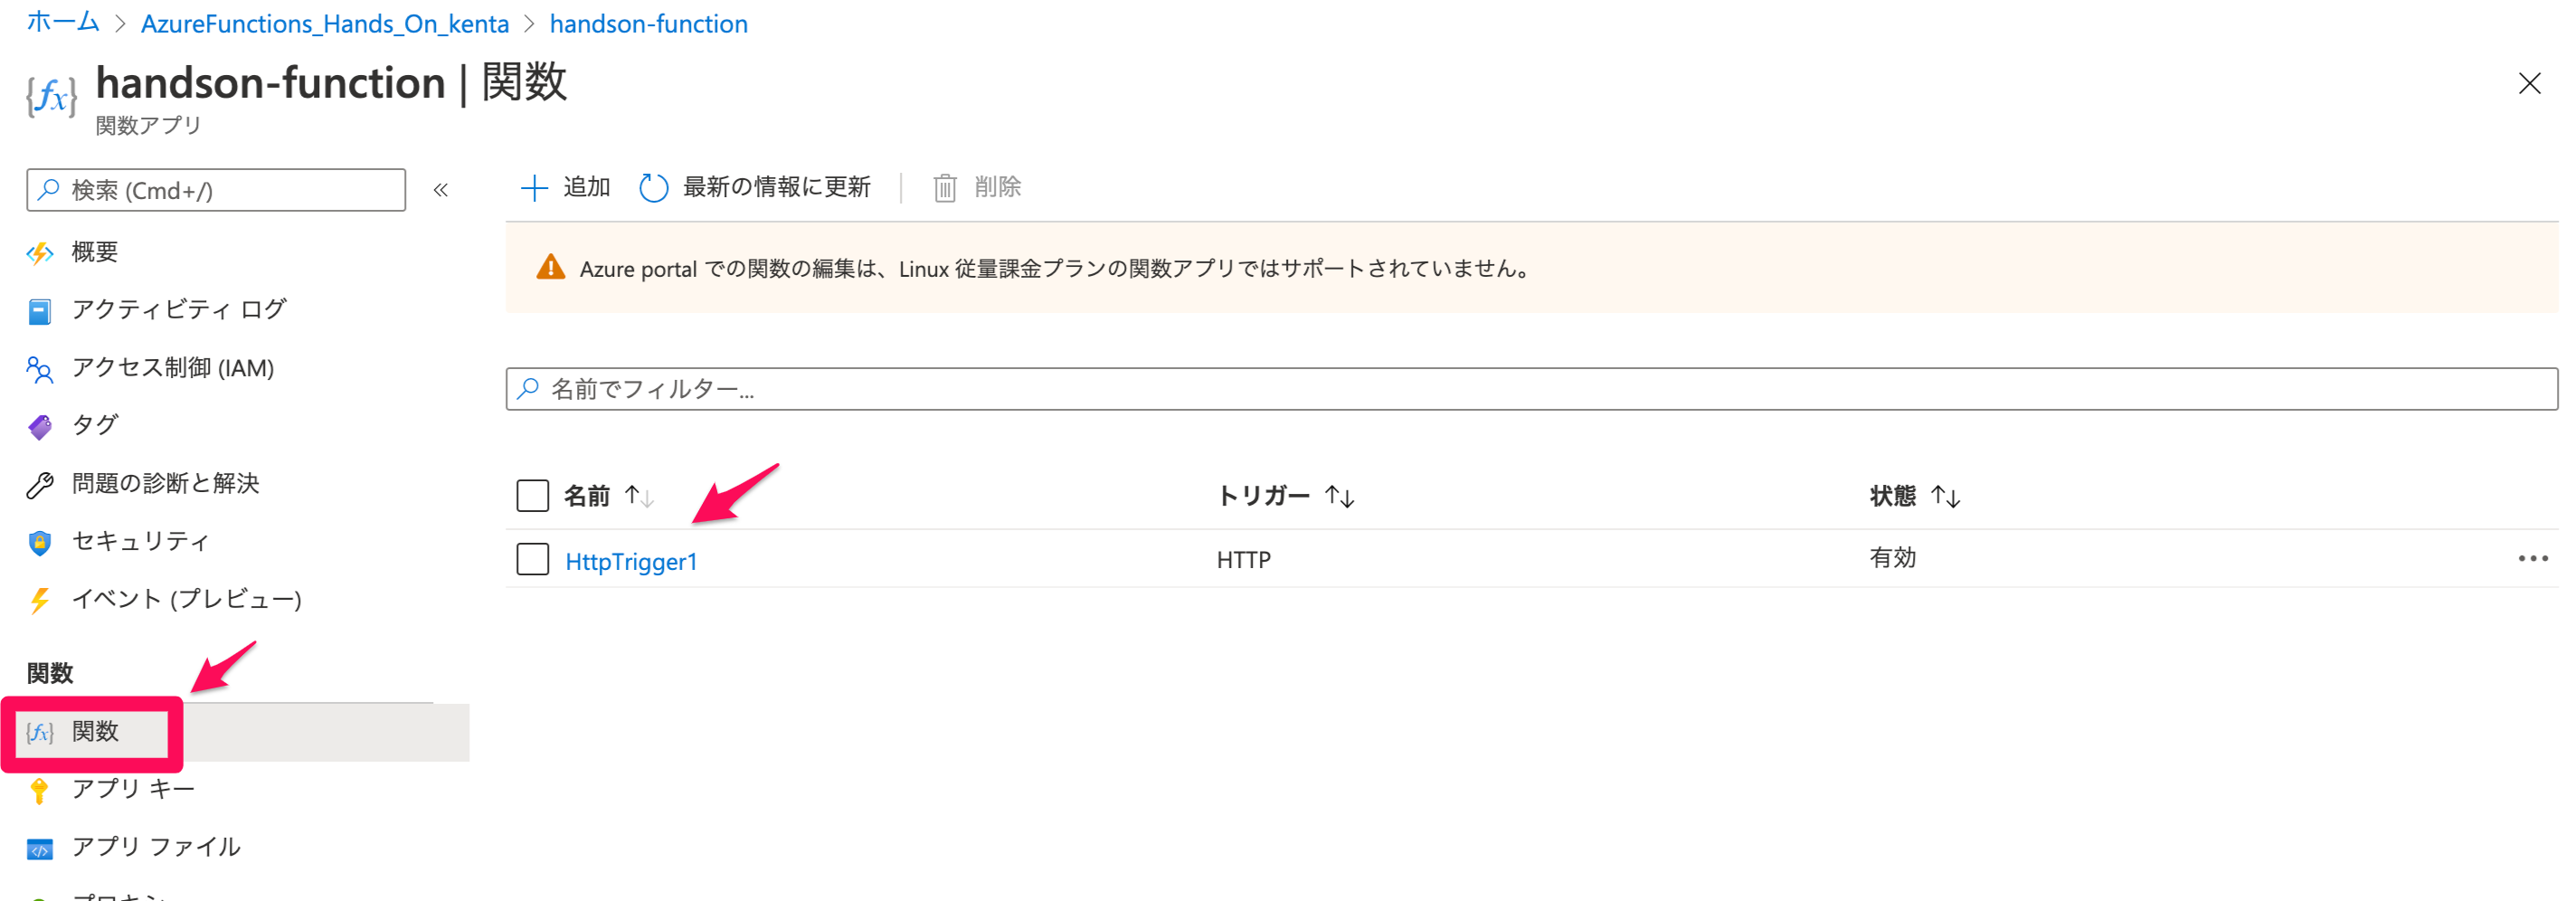 ホーム > AzureFunctions_Hands_On_kenta > handson-function
handson-function | 関数
関数アプリ
検索 (Cmd+/)
«
追加
最新の情報に更新
削除
概要
アクティビティ ログ
アクセス制御 (IAM)
タグ
問題の診断と解決
セキュリティ
イベント (プレビュー)
関数
関数
アプリ キー
アプリ ファイル
プロキシ
Azure portal での関数の編集は、Linux 従量課金プランの関数アプリではサポートされていません。
名前でフィルター...
名前 ↑↓ トリガー ↑↓ 状態 ↑↓
HttpTrigger1 HTTP 有効